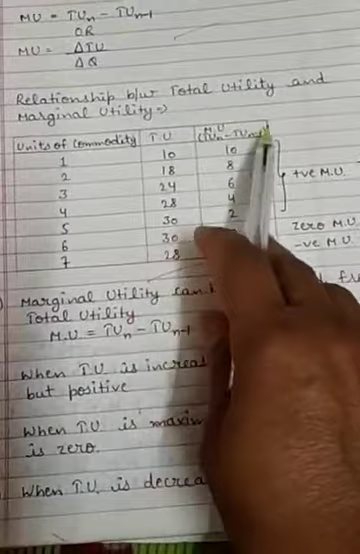 MU = TUn - TUn-1
OR
MU = ΔTU
ΔQ
Relationship b/w Total Utility and
Marginal Utility ⇒
Units of Commodity T.U M.U (TUn - TUn-1)
1 10 10
2 18 8
3 24 6
4 28 4
5 30 2
6 30
7 28
+ve M.U.
zero M.U
-ve M.U.
Marginal Utility can
Total Utility
M.U = TUn - TUn-1
When T.U is increas
but positive
When T.U is maxim
is zero.
When T.U. is decrea